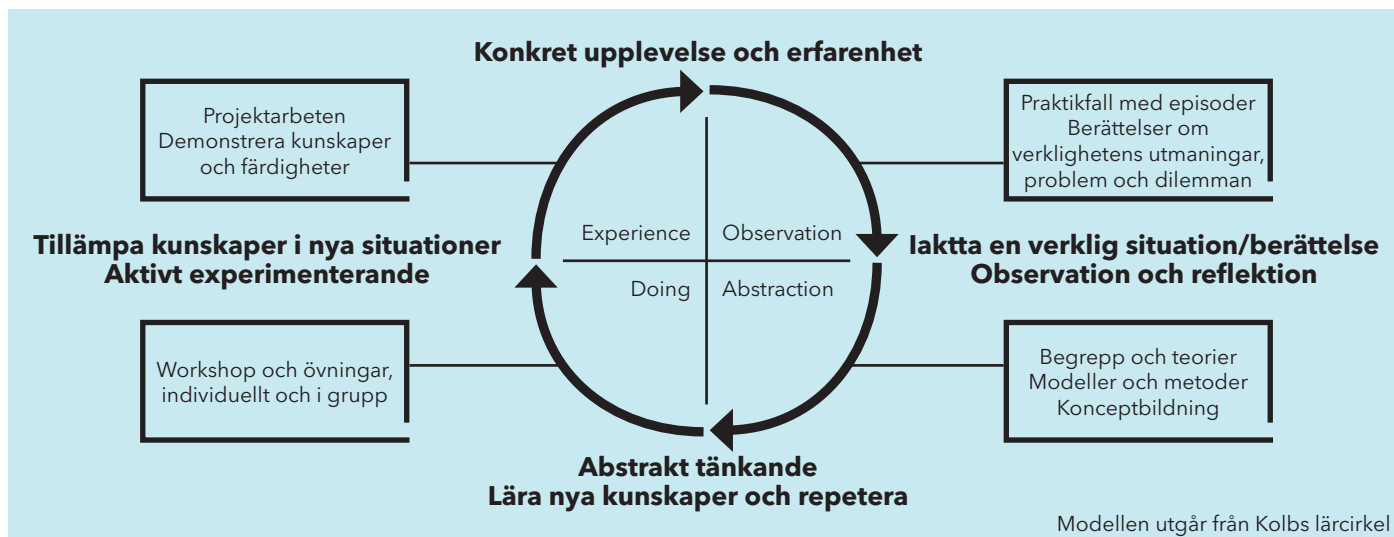 Konkret upplevelse och erfarenhet
Projektarbeten
Demonstrera kunskaper
och färdigheter
Praktikfall med episoder
Berättelser om
verklighetens utmaningar,
problem och dilemman
Experience
Observation
Tillämpa kunskaper i nya situationer
Aktivt experimenterande
Iaktta en verklig situation/berättelse
Observation och reflektion
Doing
Abstraction
Workshop och övningar,
individuellt och i grupp
Begrepp och teorier
Modeller och metoder
Konceptbildning
Abstrakt tänkande
Lära nya kunskaper och repetera
Modellen utgår från Kolbs lärcirkel